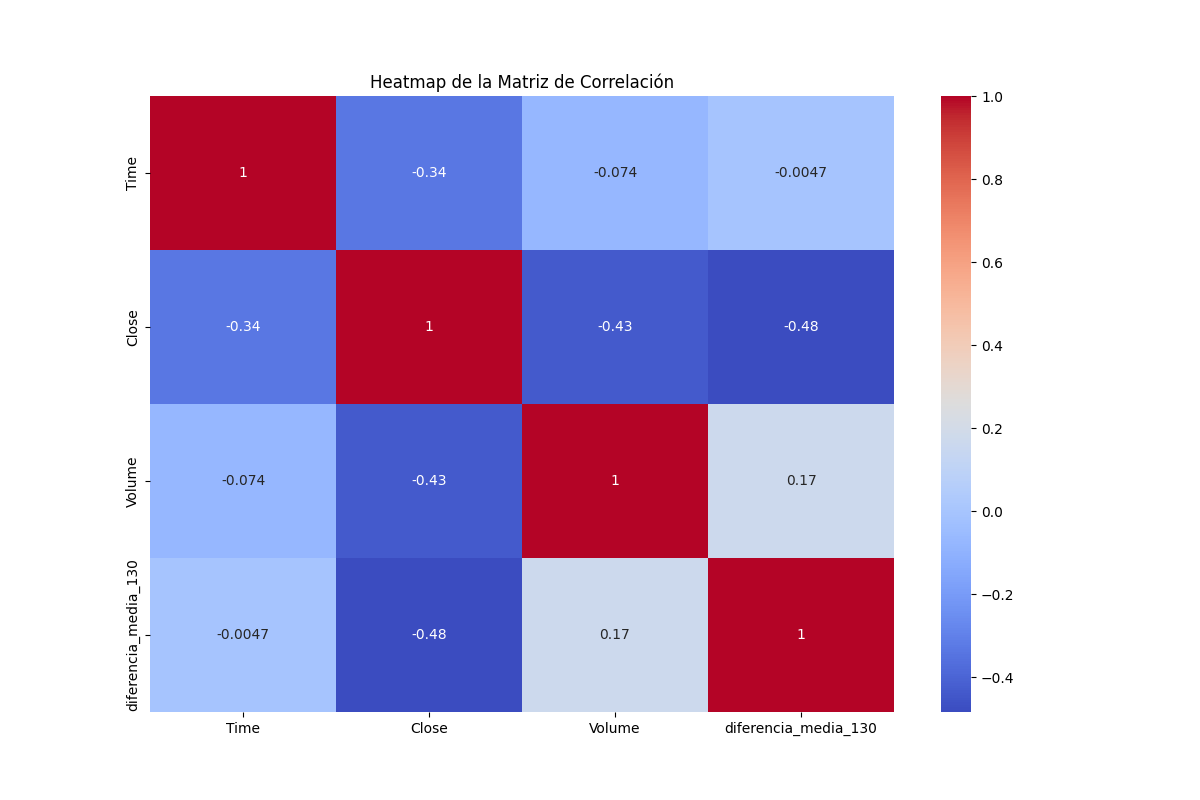 Heatmap de la Matriz de Correlación
Time
1
-0.34
-0.074
-0.0047
Close
-0.34
1
-0.43
-0.48
Volume
-0.074
-0.43
1
0.17
diferencia_media_130
-0.0047
-0.48
0.17
1
Time
Close
Volume
diferencia_media_130
1.0
0.8
0.6
0.4
0.2
0.0
−0.2
−0.4